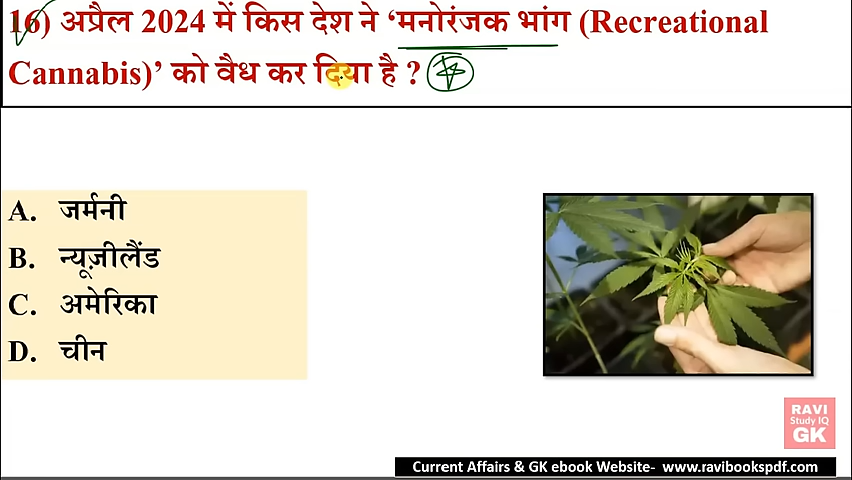 16) अप्रैल 2024 में किस देश ने ‘मनोरंजक भांग (Recreational
Cannabis)’ को वैध कर दिया है ?
A. जर्मनी
B. न्यूज़ीलैंड
C. अमेरिका
D. चीन
RAVI
Study IQ
GK
Current Affairs & GK ebook Website- www.ravibookspdf.com